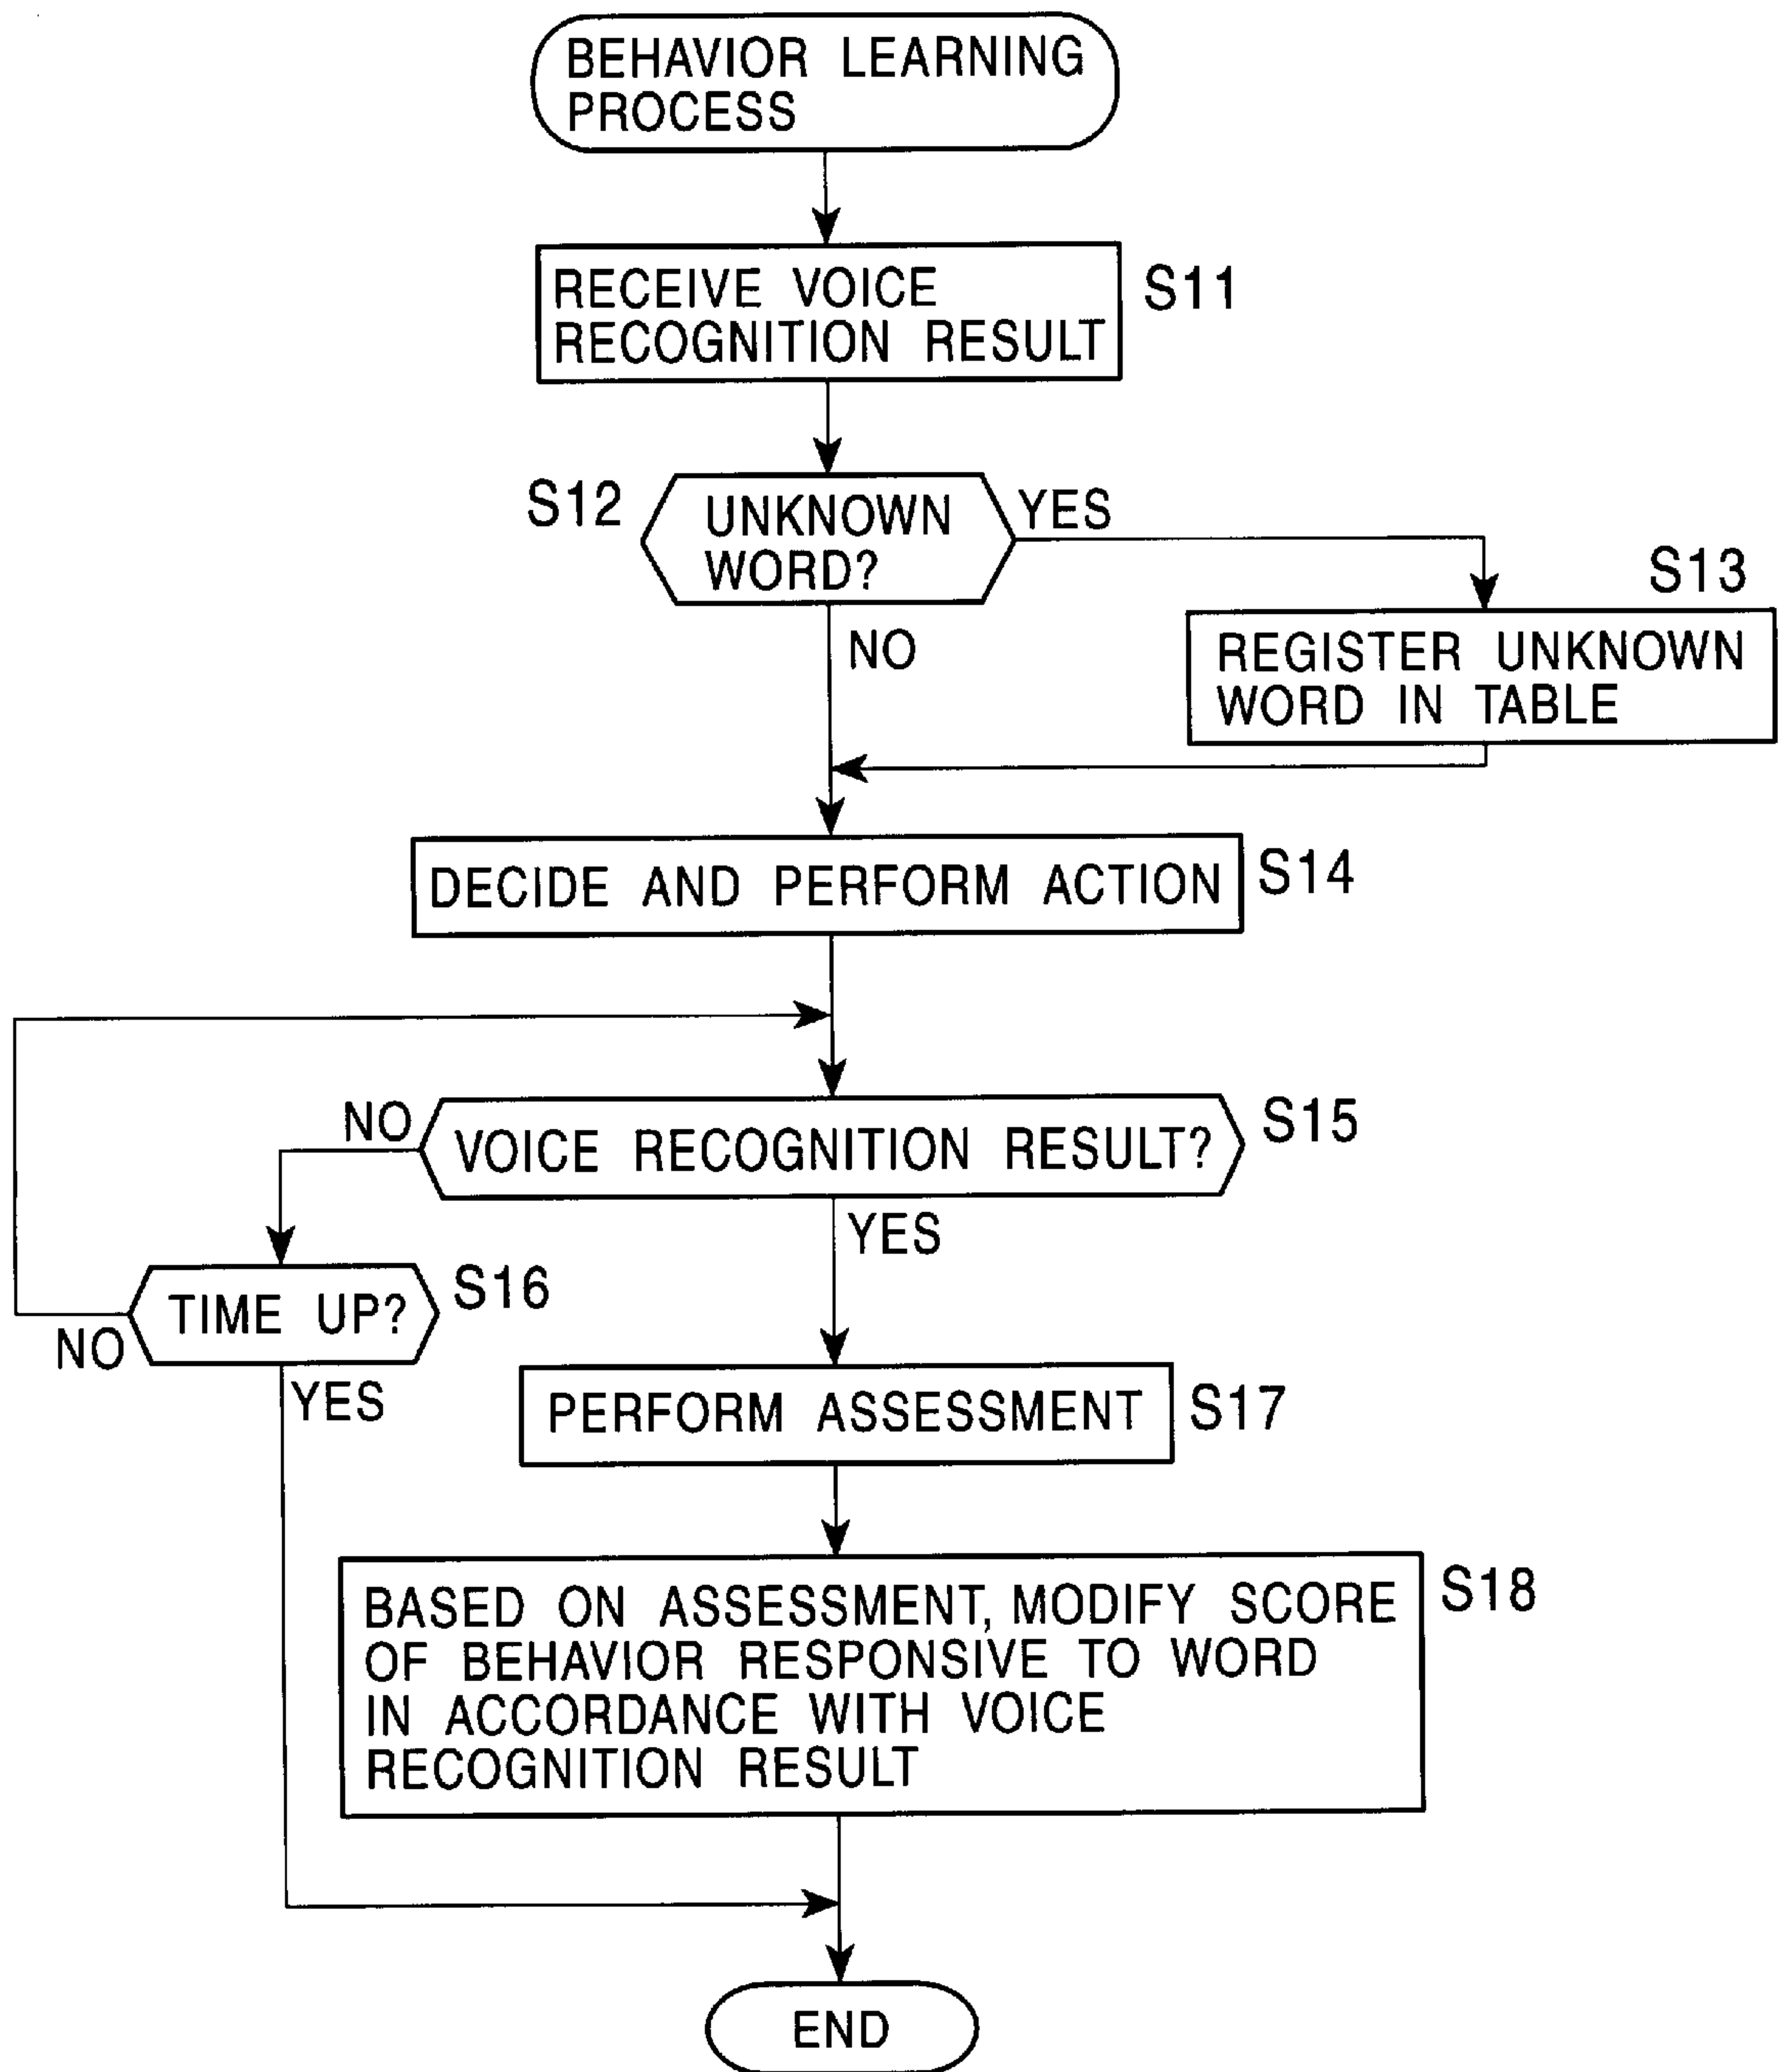 BEHAVIOR LEARNING
PROCESS
RECEIVE VOICE
RECOGNITION RESULT
S11
S12
UNKNOWN
WORD?
YES
NO
S13
REGISTER UNKNOWN
WORD IN TABLE
DECIDE AND PERFORM ACTION
S14
NO
VOICE RECOGNITION RESULT?
S15
YES
TIME UP?
S16
NO
YES
PERFORM ASSESSMENT
S17
BASED ON ASSESSMENT, MODIFY SCORE
OF BEHAVIOR RESPONSIVE TO WORD
IN ACCORDANCE WITH VOICE
RECOGNITION RESULT
S18
END